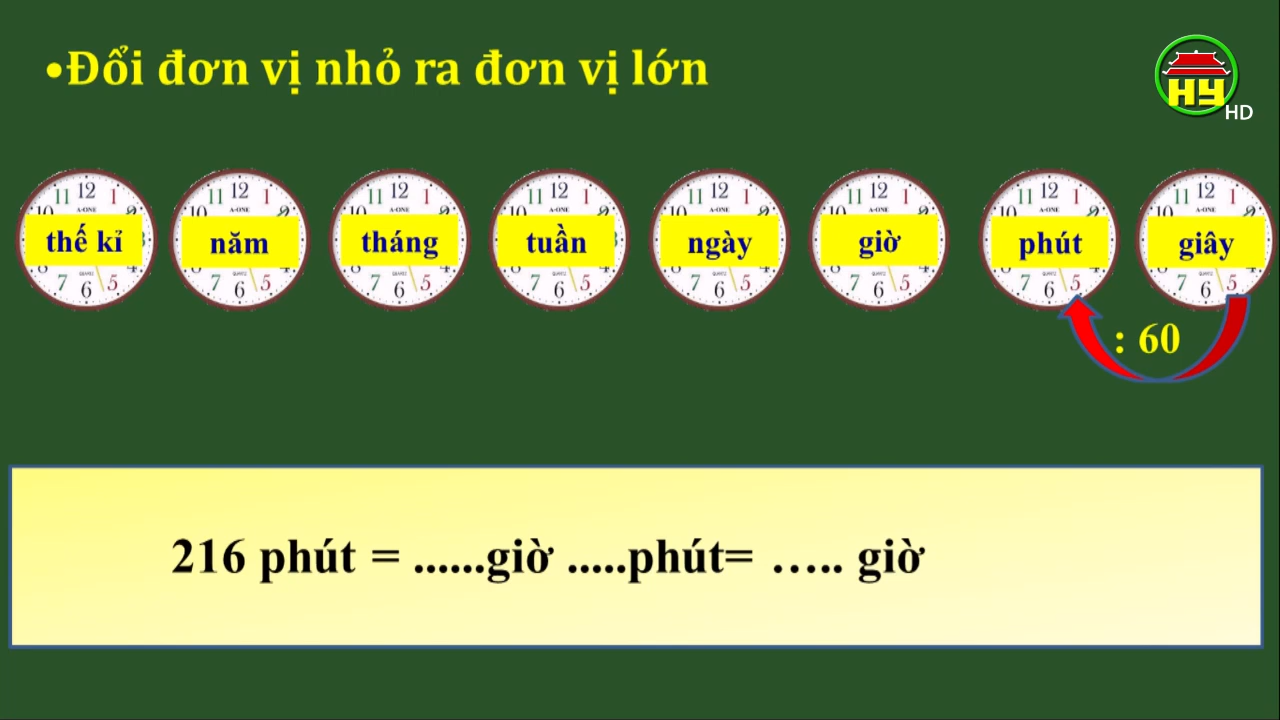 •Đổi đơn vị nhỏ ra đơn vị lớn
HY HD
thế kỉ năm tháng tuần ngày giờ phút giây
: 60
216 phút = ......giờ .....phút= ….. giờ